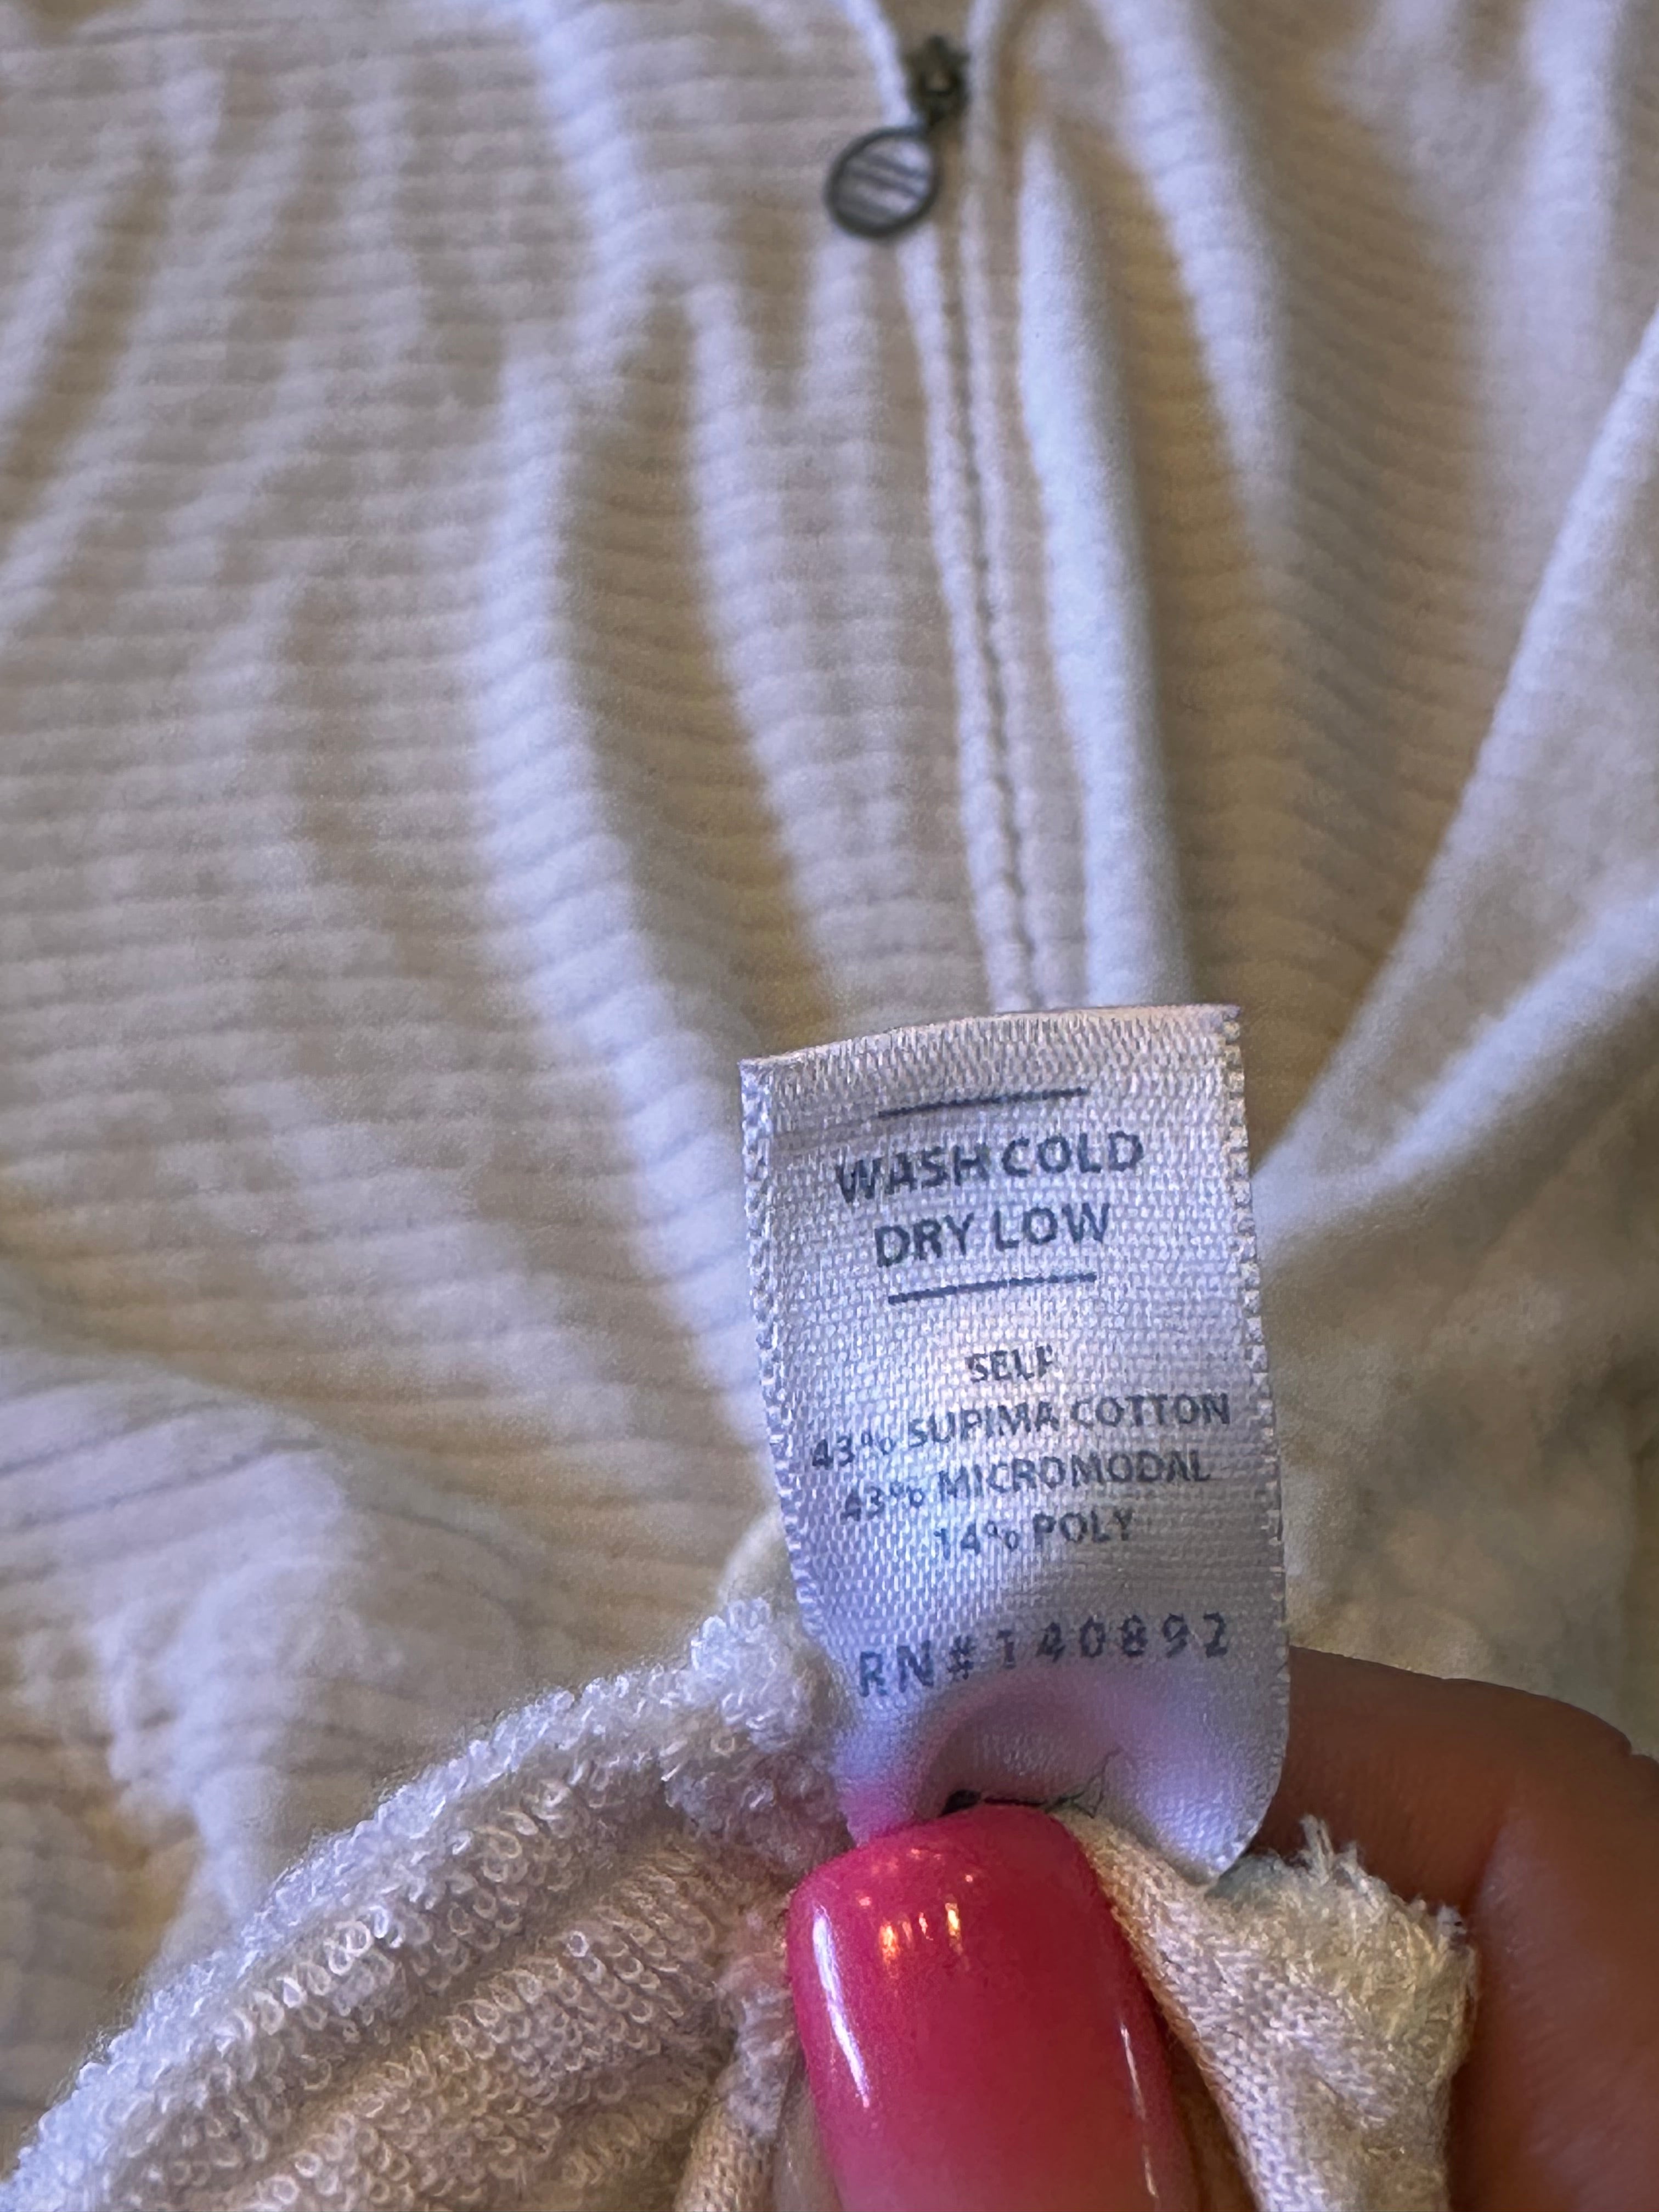 WASH COLD
DRY LOW
SELF
43% SUPIMA COTTON
43% MICROMODAL
14% POLY
RN#140892